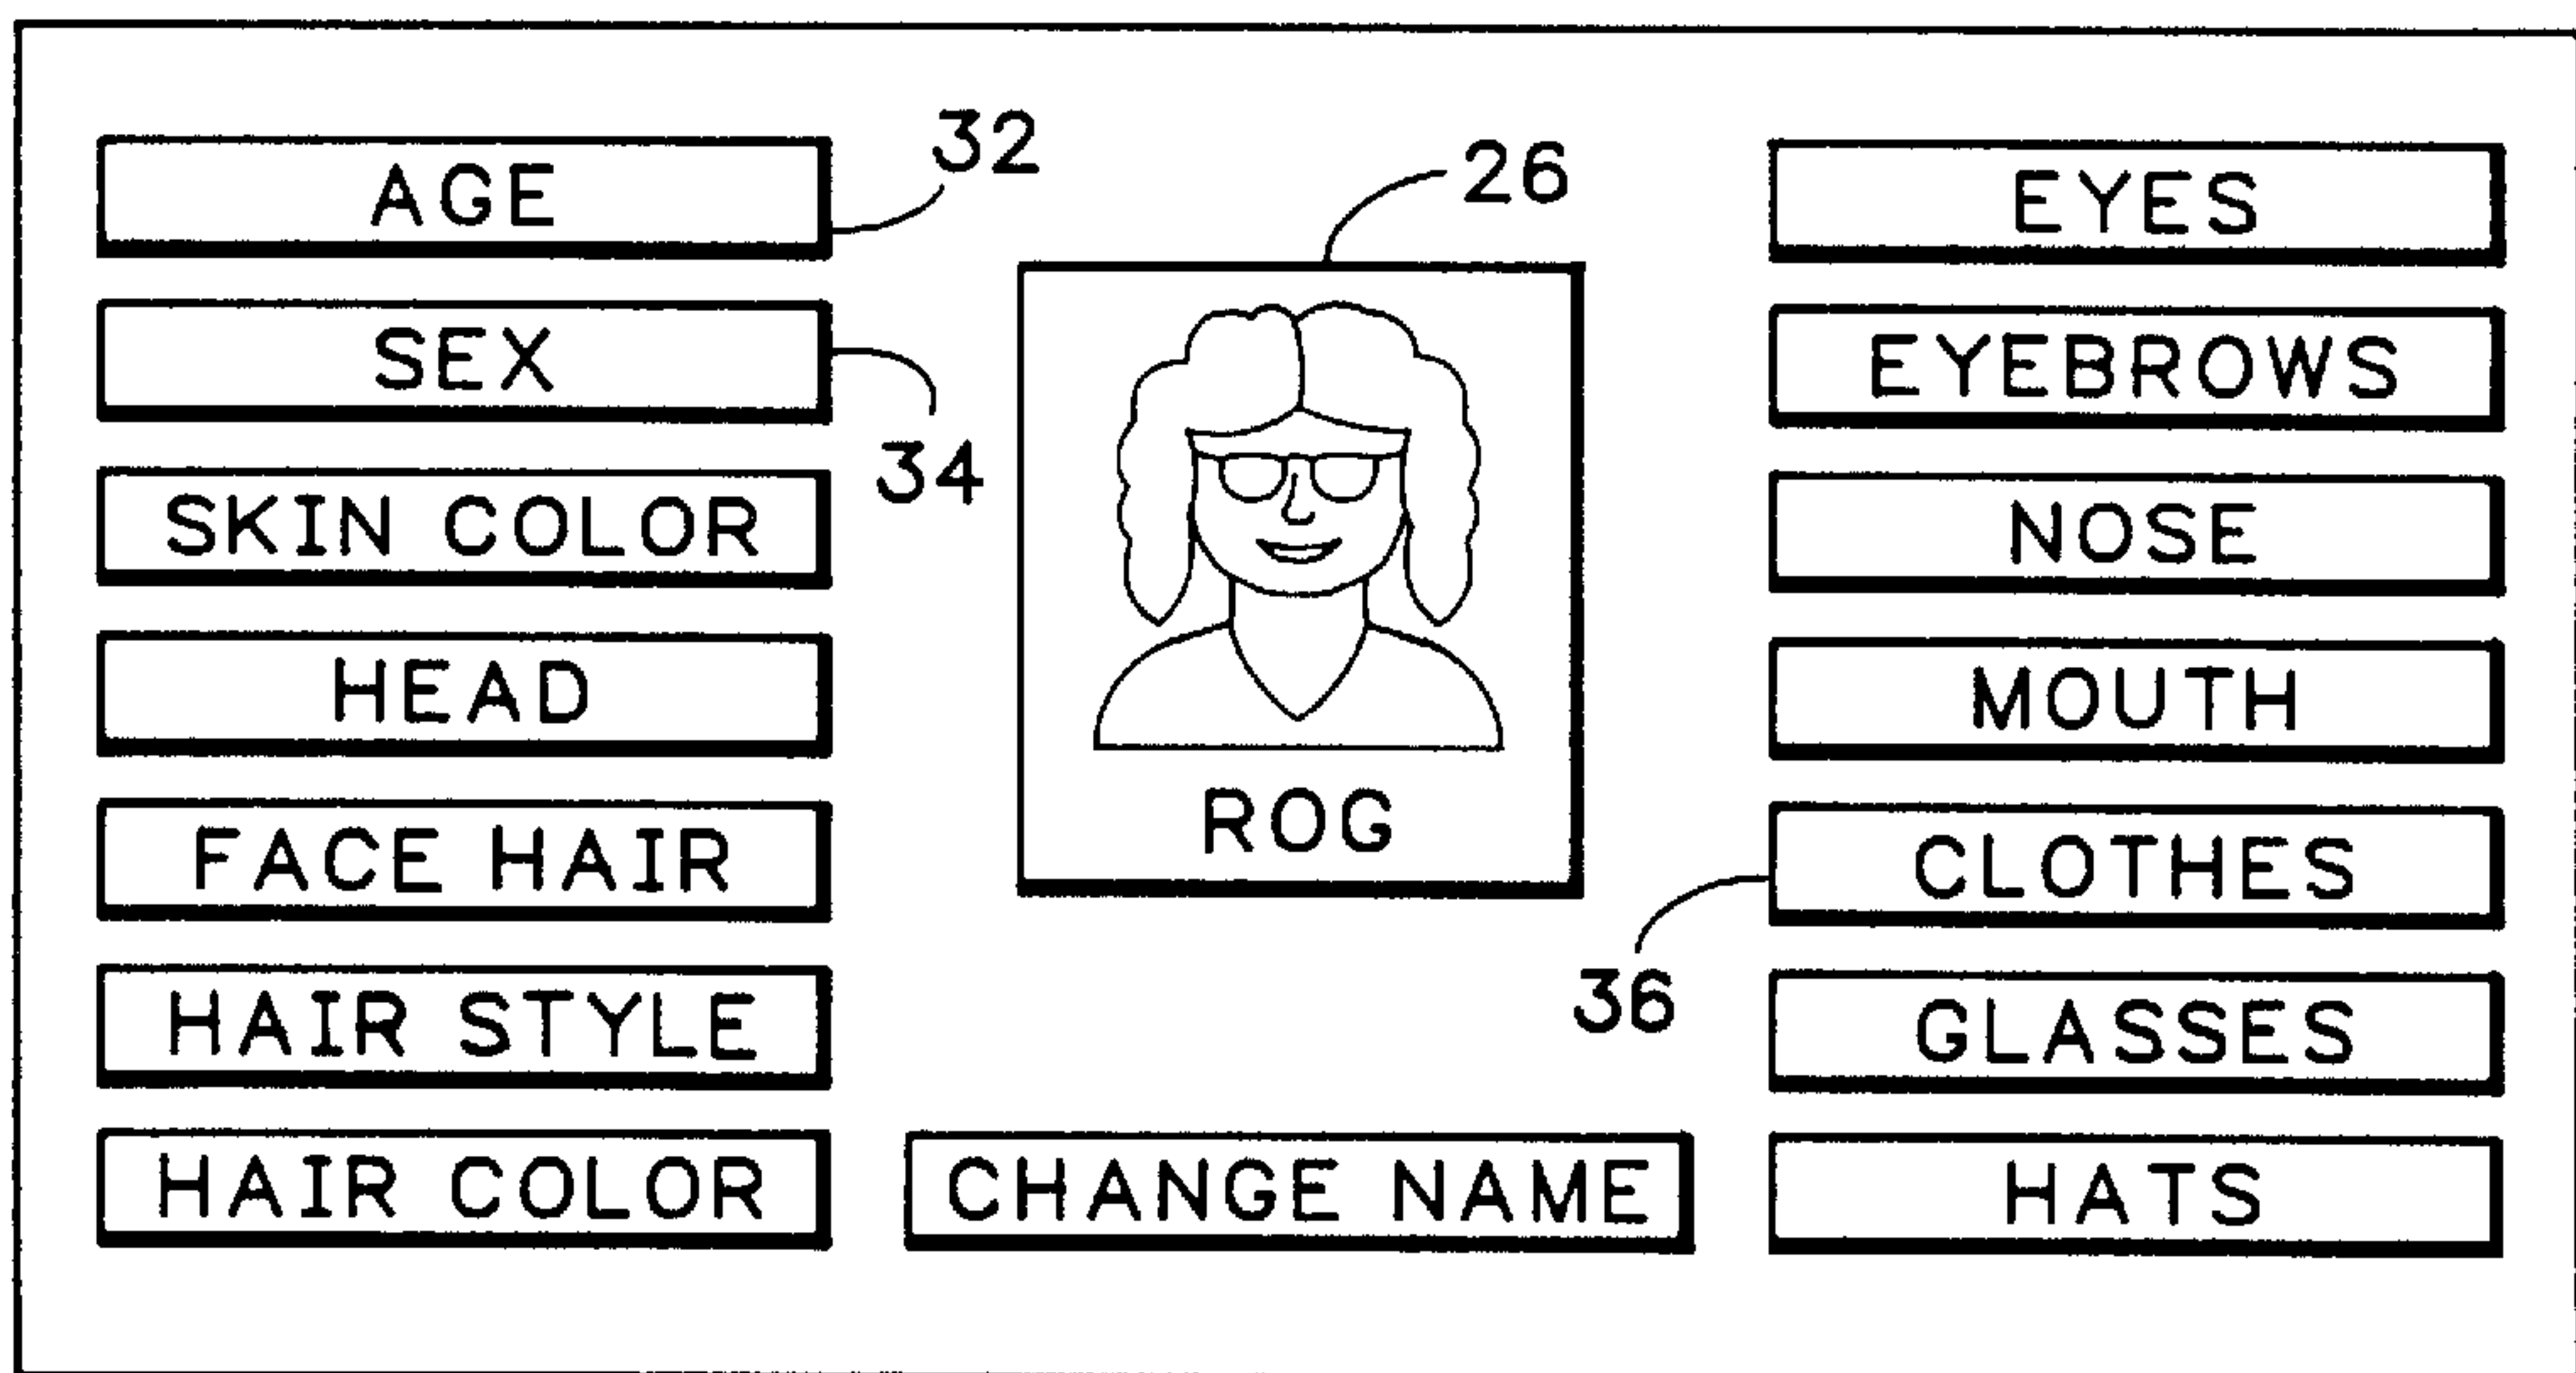 AGE
32
SEX
34
SKIN COLOR
HEAD
FACE HAIR
HAIR STYLE
HAIR COLOR
26
ROG
CHANGE NAME
EYES
EYEBROWS
NOSE
MOUTH
CLOTHES
36
GLASSES
HATS